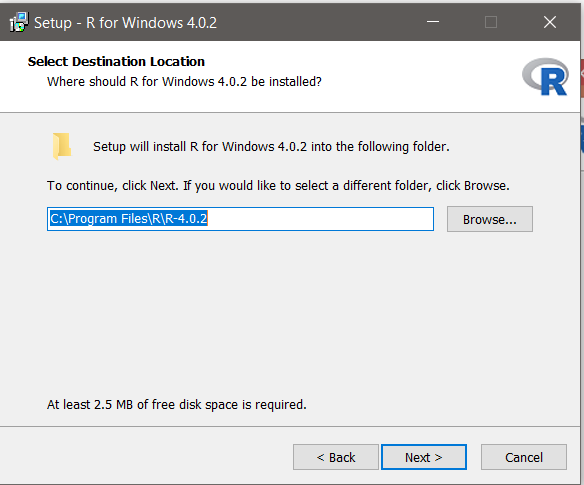 Setup - R for Windows 4.0.2
Select Destination Location
Where should R for Windows 4.0.2 be installed?
R
Setup will install R for Windows 4.0.2 into the following folder.
To continue, click Next. If you would like to select a different folder, click Browse.
C:\Program Files\R\R-4.0.2
Browse...
At least 2.5 MB of free disk space is required.
< Back
Next >
Cancel